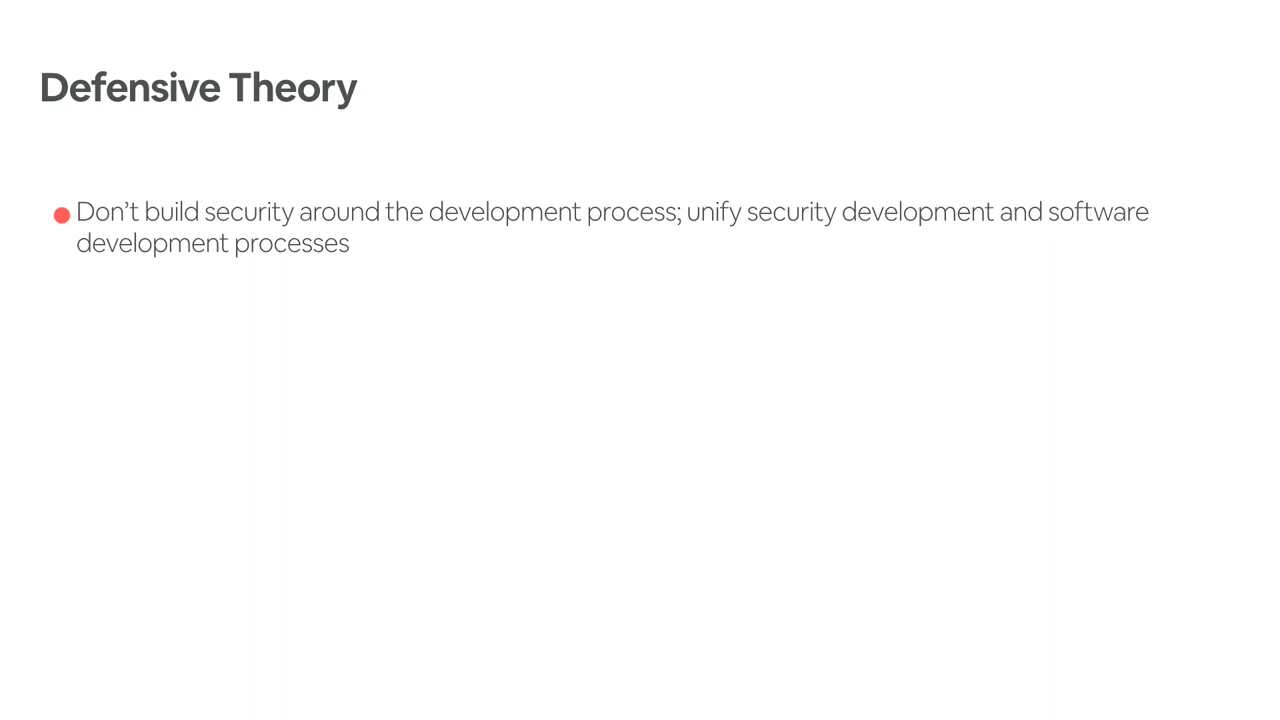 Defensive Theory
Don’t build security around the development process; unify security development and software
development processes